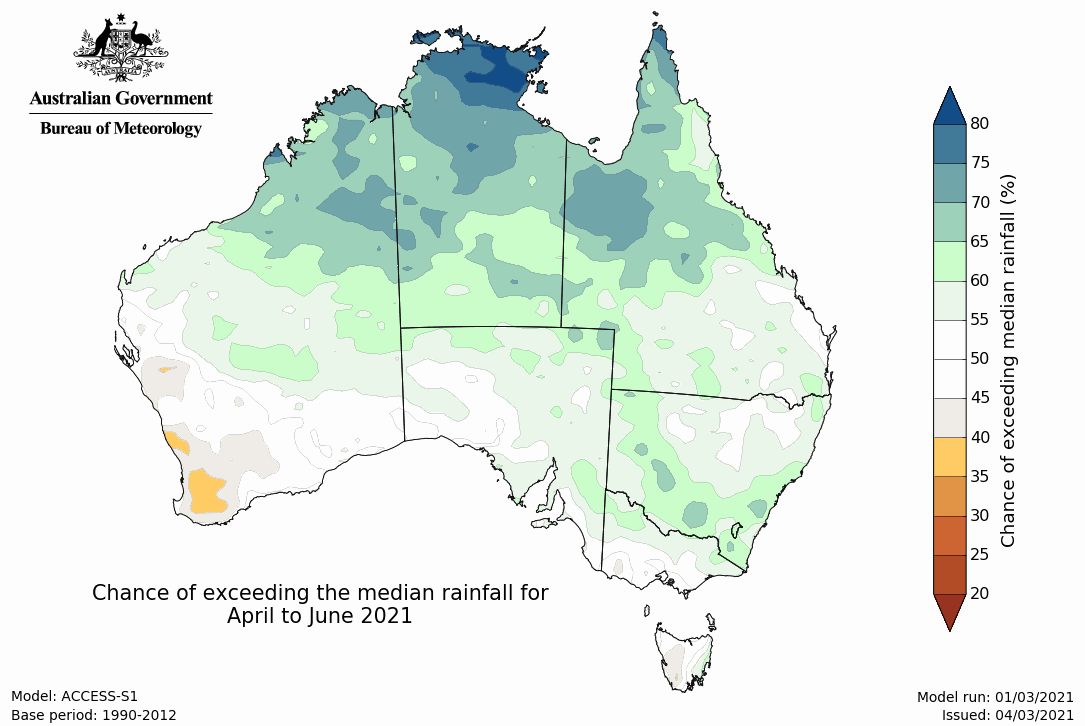 Australian Government
Bureau of Meteorology
80
75
70
65
60
55
50
45
40
35
30
25
20
Chance of exceeding median rainfall (%)
Chance of exceeding the median rainfall for
April to June 2021
Model: ACCESS-S1
Base period: 1990-2012
Model run: 01/03/2021
Issued: 04/03/2021